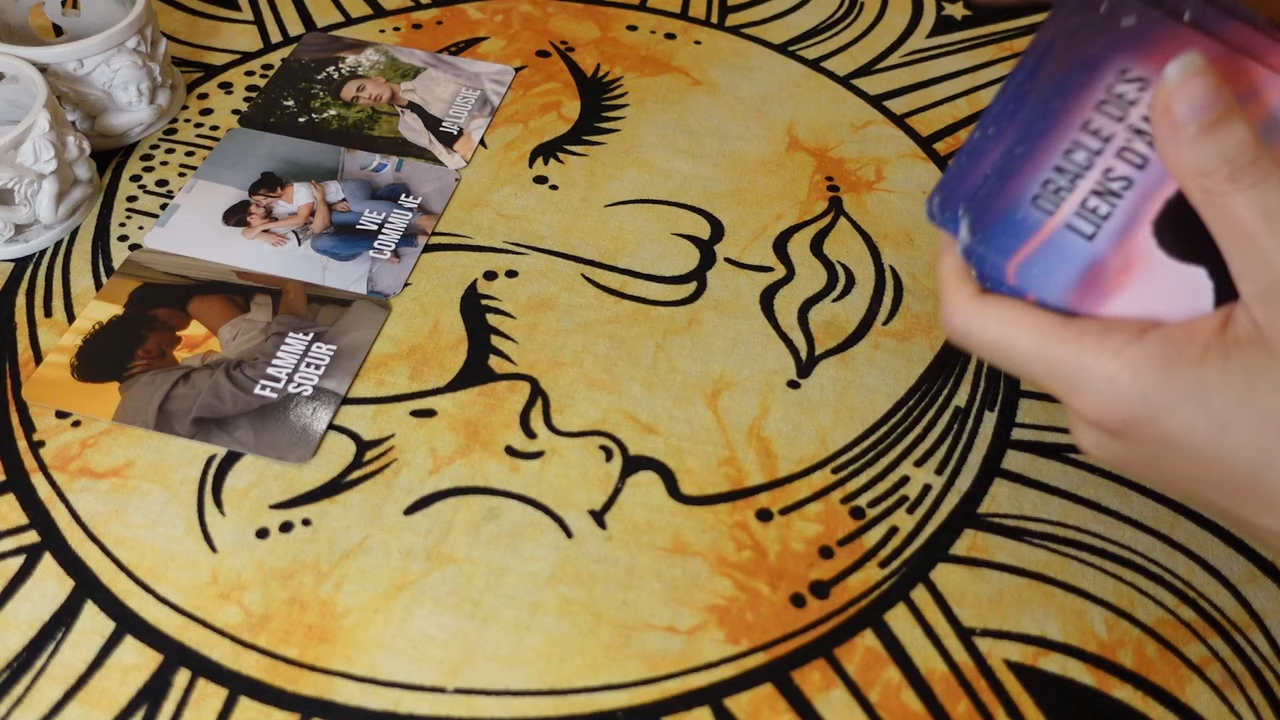 JALOUSIE
VIE
COMMUNE
FLAMME
SOEUR
ORACLE DES
LIENS